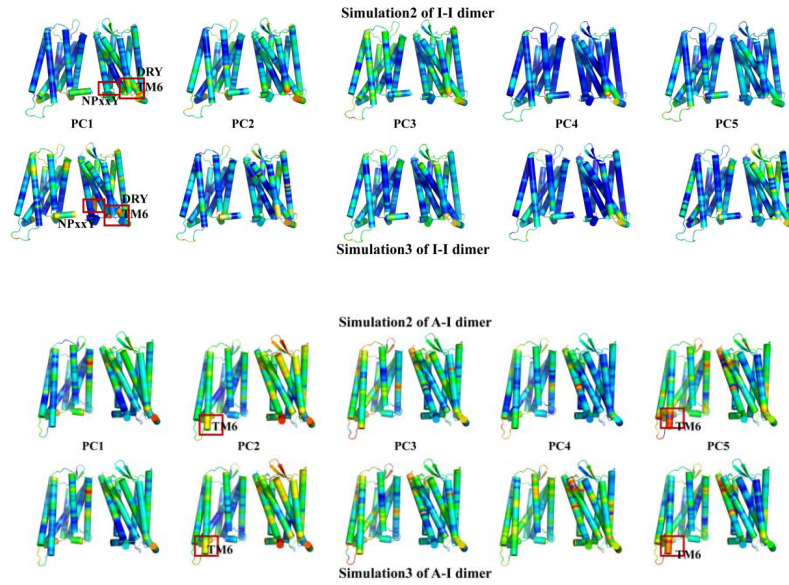 Simulation2 of I-I dimer
DRY
TM6
NPxxY
PC1 PC2 PC3 PC4 PC5
DRY
TM6
NPxxY
Simulation3 of I-I dimer
Simulation2 of A-I dimer
TM6 TM6
PC1 PC2 PC3 PC4 PC5
TM6 TM6
Simulation3 of A-I dimer